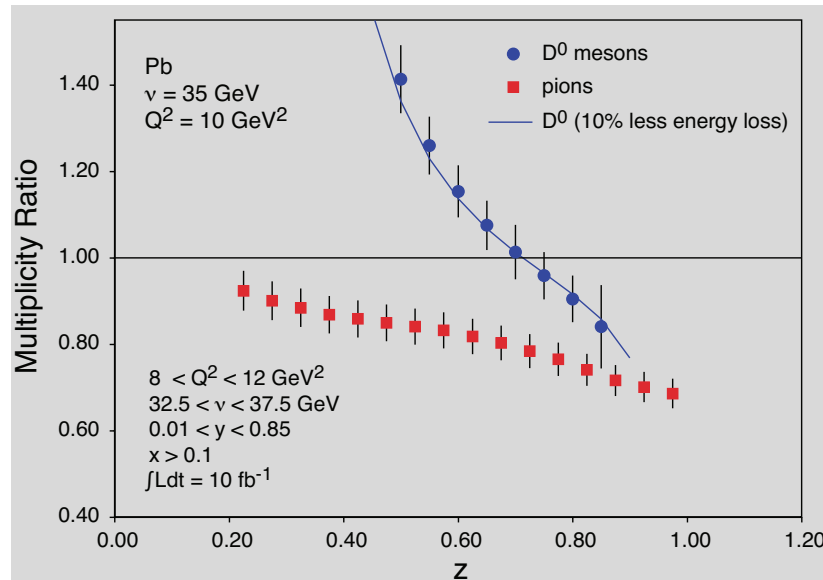 Pb
ν = 35 GeV
Q² = 10 GeV²
D⁰ mesons
pions
D⁰ (10% less energy loss)
Multiplicity Ratio
1.40
1.20
1.00
0.80
0.60
0.40
8 < Q² < 12 GeV²
32.5 < ν < 37.5 GeV
0.01 < y < 0.85
x > 0.1
∫Ldt = 10 fb⁻¹
0.00 0.20 0.40 0.60 0.80 1.00 1.20
z